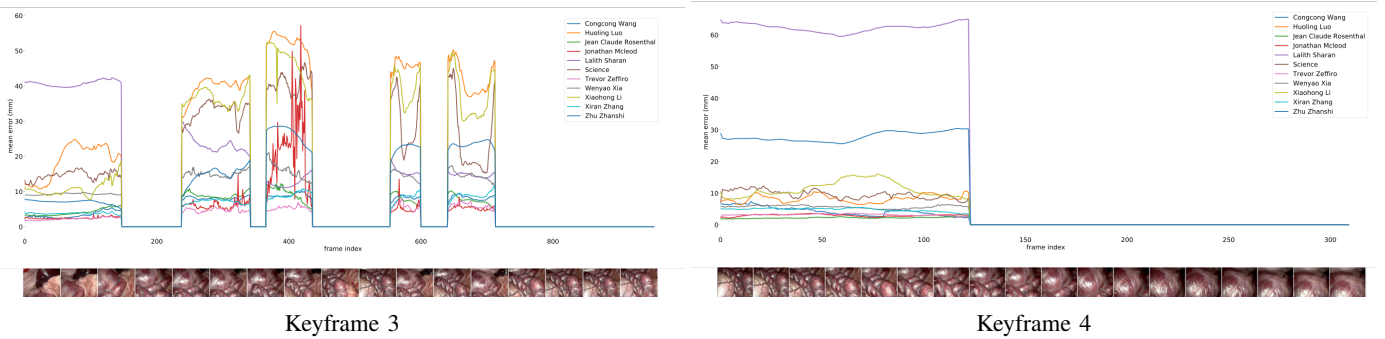 60
50
40
30
20
10
0
mean error (mm)
0
200
400
600
800
frame index
Congcong Wang
Huoling Luo
Jean Claude Rosenthal
Jonathan Mcleod
Lalith Sharan
Science
Trevor Zeffiro
Wenyao Xia
Xiaohong Li
Xiran Zhang
Zhu Zhanshi
Keyframe 3
60
50
40
30
20
10
0
mean error (mm)
0
50
100
150
200
250
300
frame index
Congcong Wang
Huoling Luo
Jean Claude Rosenthal
Jonathan Mcleod
Lalith Sharan
Science
Trevor Zeffiro
Wenyao Xia
Xiaohong Li
Xiran Zhang
Zhu Zhanshi
Keyframe 4